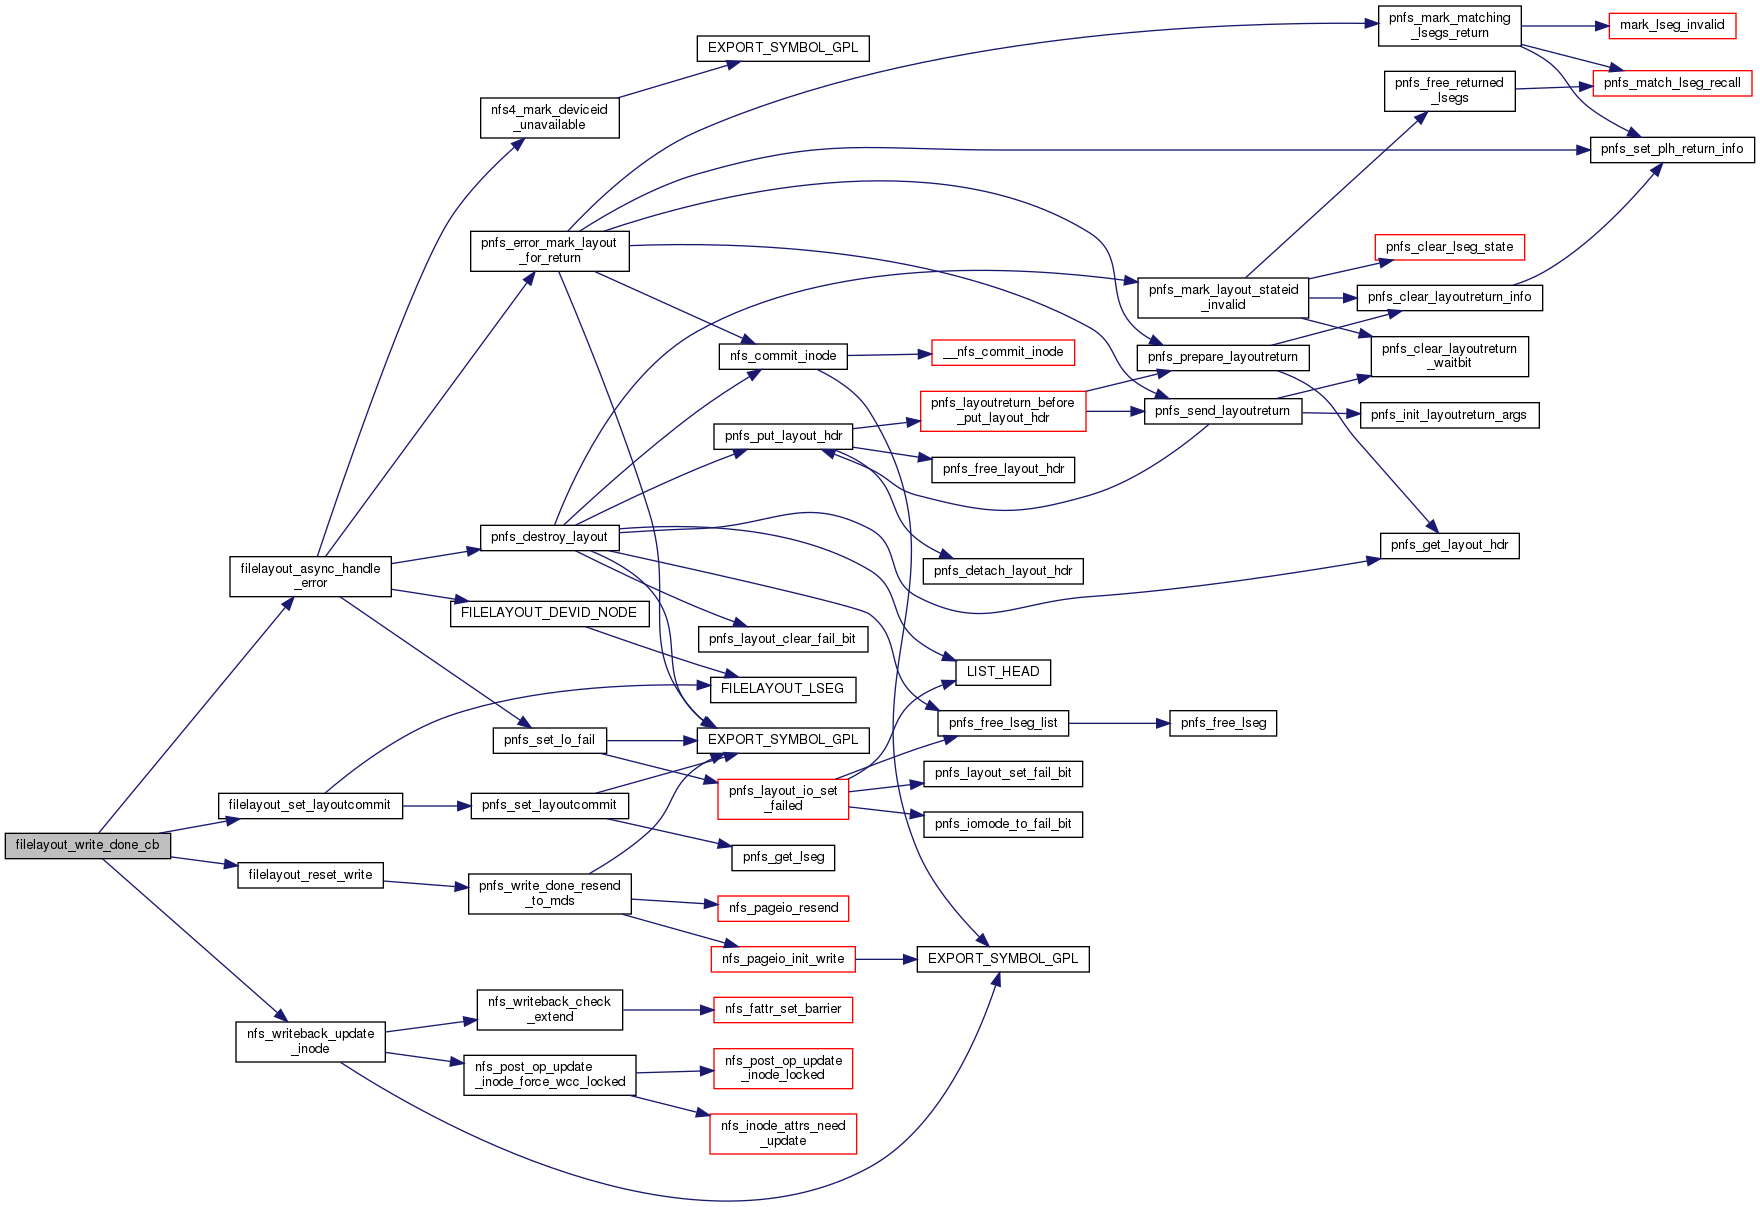 pnfs_mark_matching
_lsegs_return
mark_lseg_invalid
EXPORT_SYMBOL_GPL
pnfs_free_returned
_lsegs
pnfs_match_lseg_recall
nfs4_mark_deviceid
_unavailable
pnfs_set_plh_return_info
pnfs_error_mark_layout
_for_return
pnfs_clear_lseg_state
pnfs_mark_layout_stateid
_invalid
pnfs_clear_layoutreturn_info
nfs_commit_inode
__nfs_commit_inode
pnfs_prepare_layoutreturn
pnfs_clear_layoutreturn
_waitbit
pnfs_layoutreturn_before
_put_layout_hdr
pnfs_send_layoutreturn
pnfs_init_layoutreturn_args
pnfs_put_layout_hdr
pnfs_free_layout_hdr
pnfs_destroy_layout
pnfs_get_layout_hdr
filelayout_async_handle
_error
pnfs_detach_layout_hdr
FILELAYOUT_DEVID_NODE
pnfs_layout_clear_fail_bit
LIST_HEAD
FILELAYOUT_LSEG
pnfs_free_lseg_list
pnfs_free_lseg
pnfs_set_lo_fail
EXPORT_SYMBOL_GPL
pnfs_layout_set_fail_bit
filelayout_set_layoutcommit
pnfs_set_layoutcommit
pnfs_layout_io_set
_failed
pnfs_iomode_to_fail_bit
filelayout_write_done_cb
pnfs_get_lseg
filelayout_reset_write
pnfs_write_done_resend
_to_mds
nfs_pageio_resend
nfs_pageio_init_write
EXPORT_SYMBOL_GPL
nfs_writeback_check
_extend
nfs_fattr_set_barrier
nfs_writeback_update
_inode
nfs_post_op_update
_inode_force_wcc_locked
nfs_post_op_update
_inode_locked
nfs_inode_attrs_need
_update